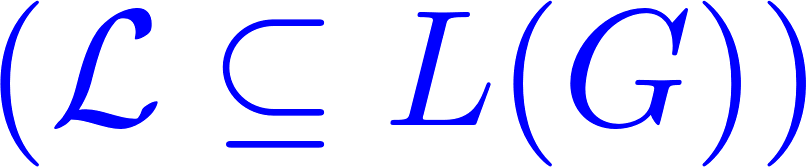 (ℒ ⊆ L(G))